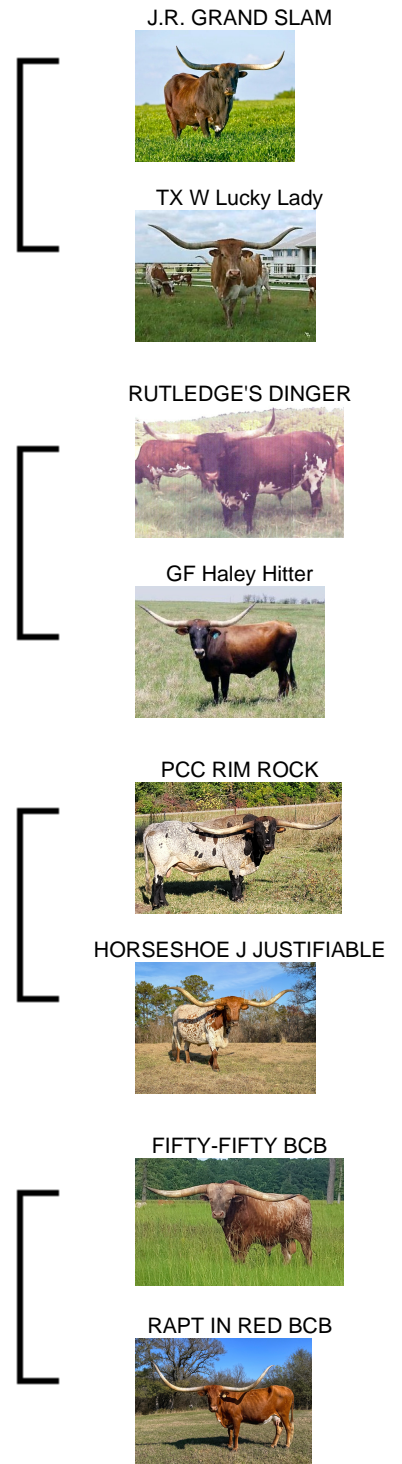 J.R. GRAND SLAM
TX W Lucky Lady
RUTLEDGE'S DINGER
GF Haley Hitter
PCC RIM ROCK
HORSESHOE J JUSTIFIABLE
FIFTY-FIFTY BCB
RAPT IN RED BCB